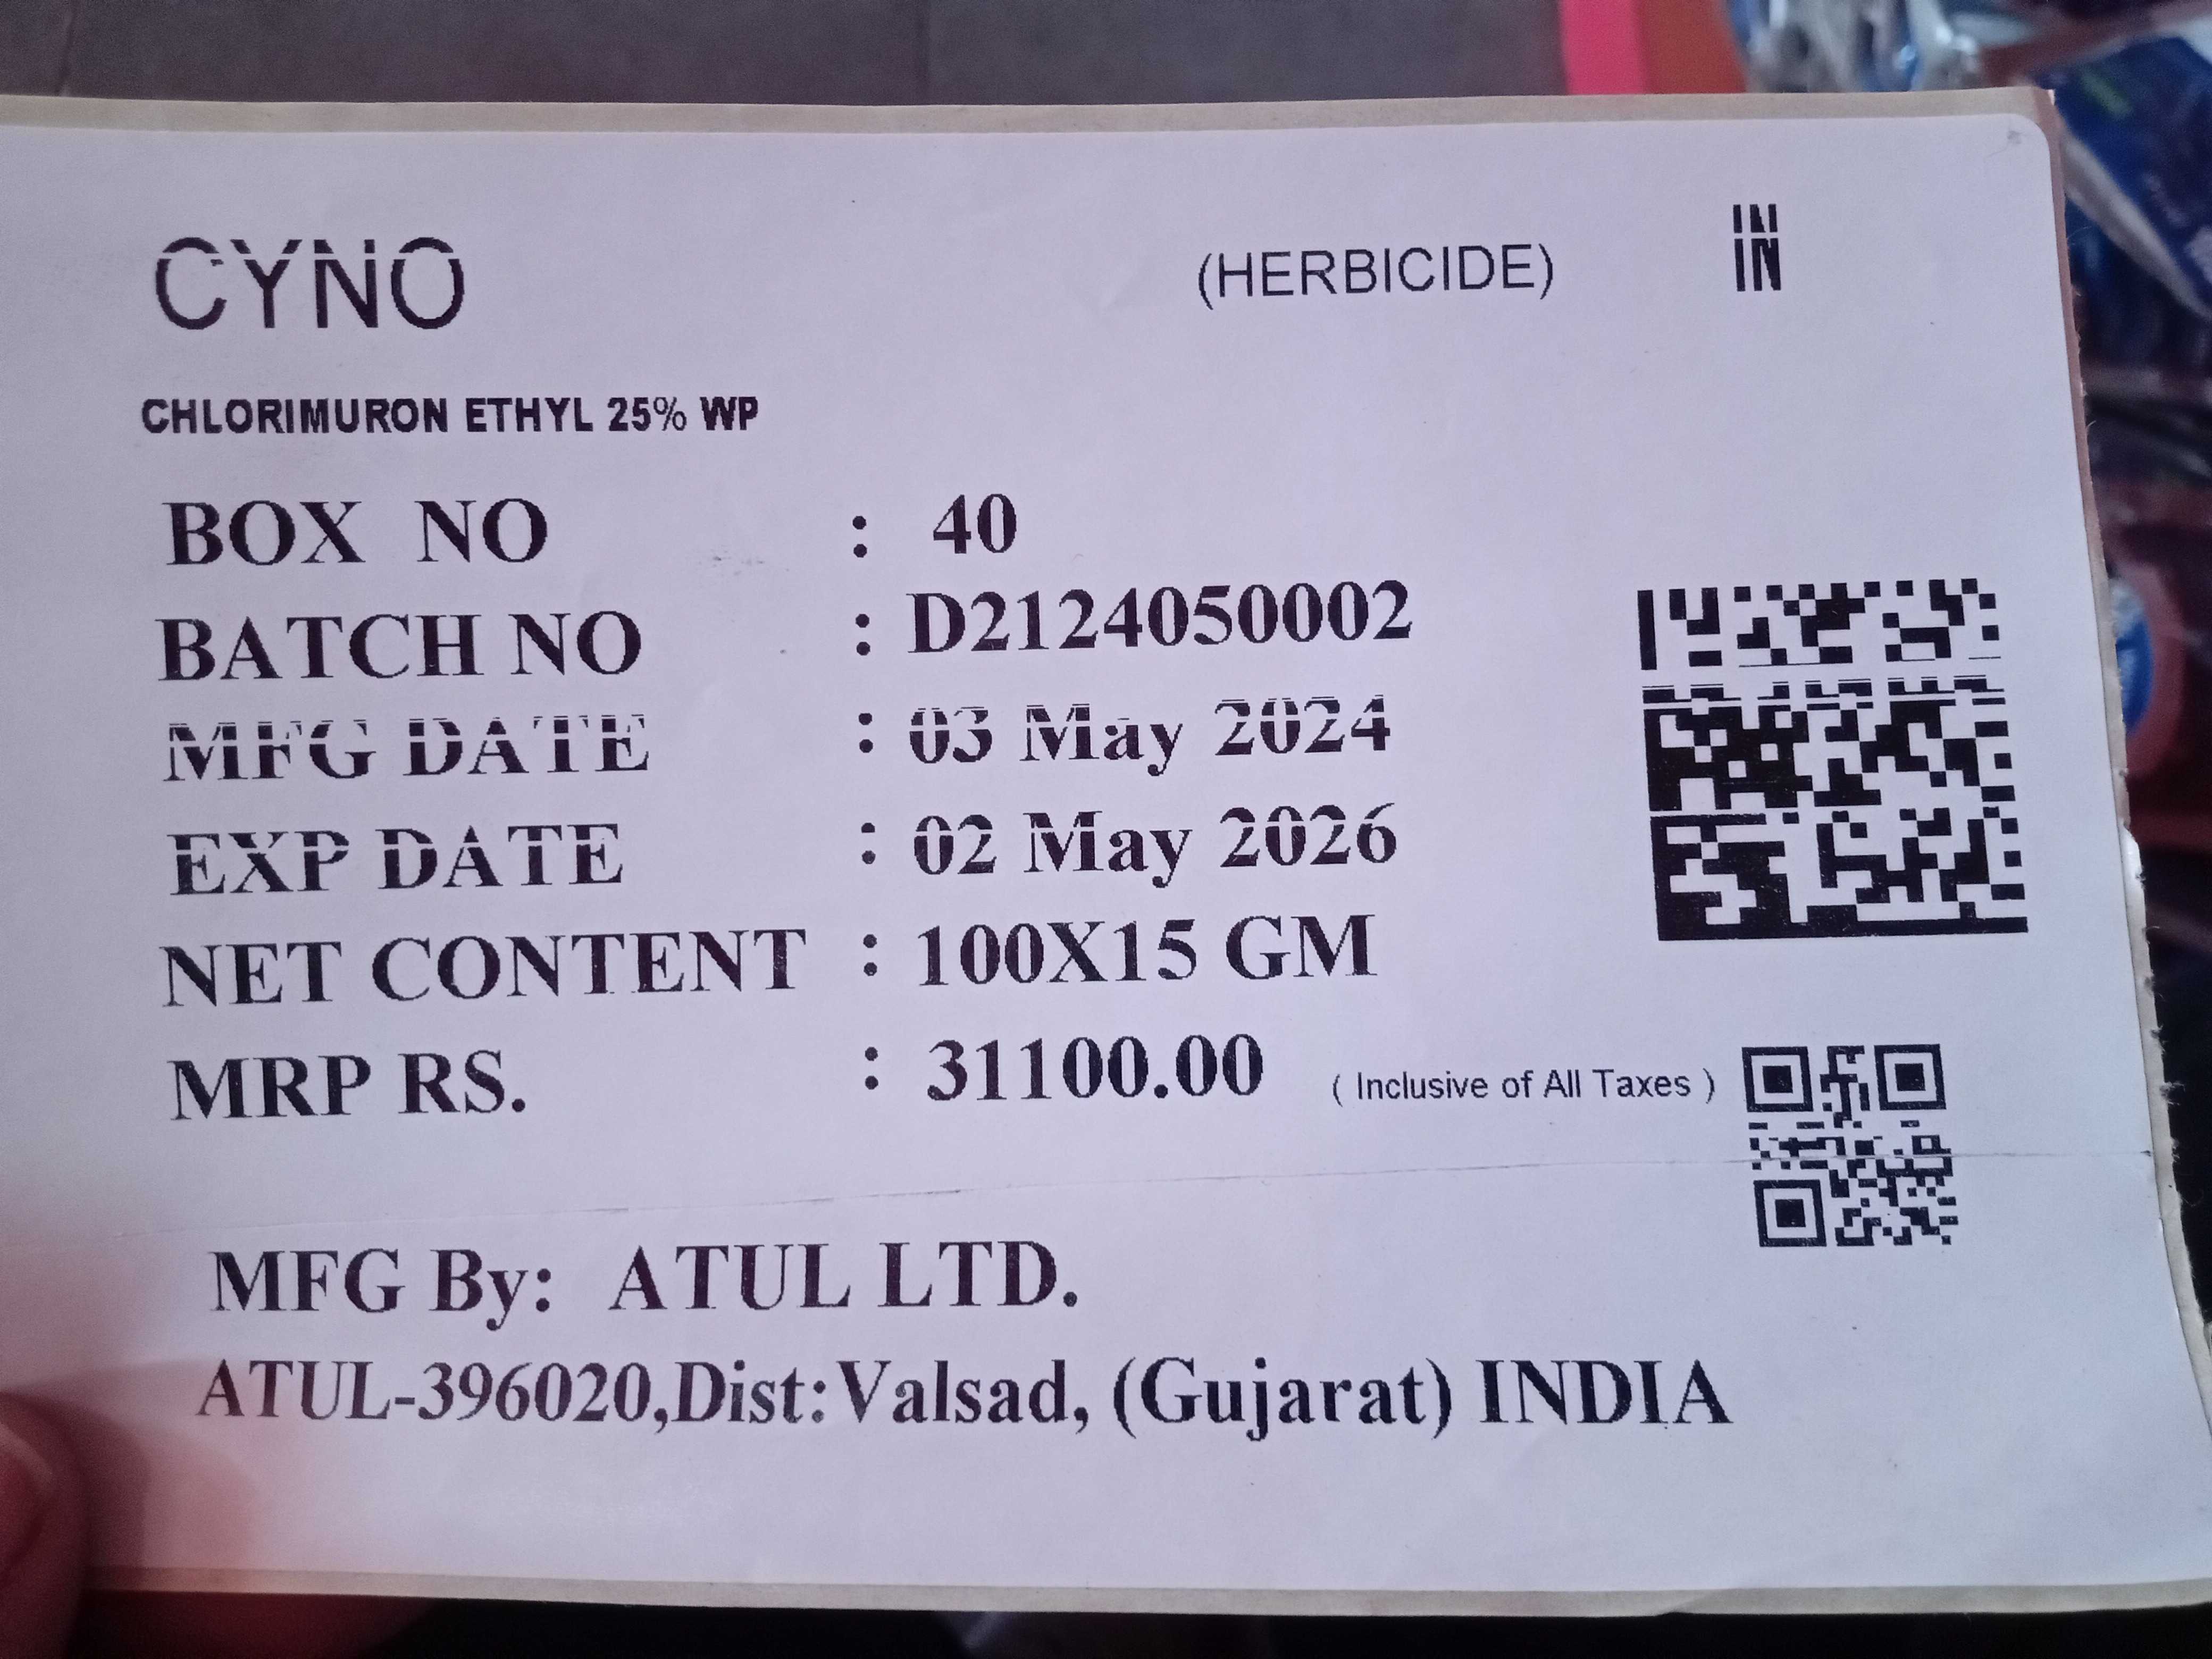 CYNO (HERBICIDE) IN
CHLORIMURON ETHYL 25% WP
BOX NO : 40
BATCH NO : D2124050002
MFG DATE : 03 May 2024
EXP DATE : 02 May 2026
NET CONTENT : 100X15 GM
MRP RS. : 31100.00 ( Inclusive of All Taxes )
MFG By: ATUL LTD.
ATUL-396020,Dist:Valsad, (Gujarat) INDIA